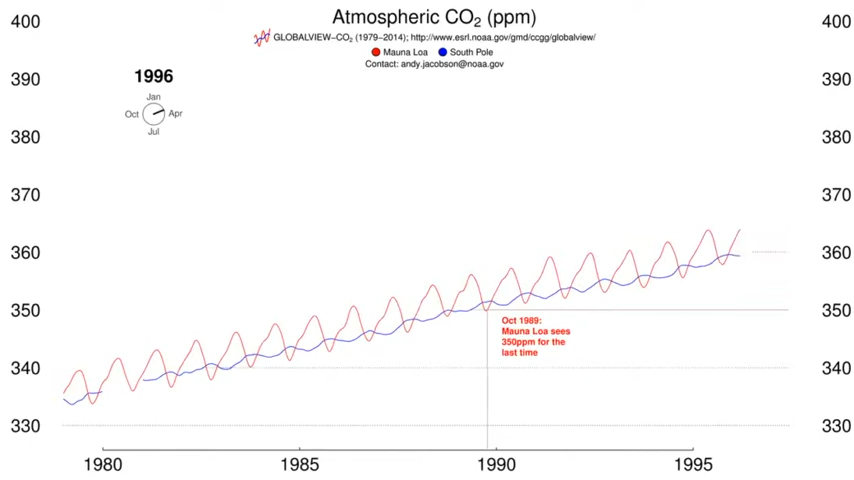 Atmospheric CO₂ (ppm)
GLOBALVIEW−CO₂ (1979−2014); http://www.esrl.noaa.gov/gmd/ccgg/globalview/
Mauna Loa South Pole
Contact: andy.jacobson@noaa.gov
1996
Jan
Oct Apr
Jul
400 400
390 390
380 380
370 370
360 360
350 350
340 340
330 330
Oct 1989:
Mauna Loa sees
350ppm for the
last time
1980 1985 1990 1995